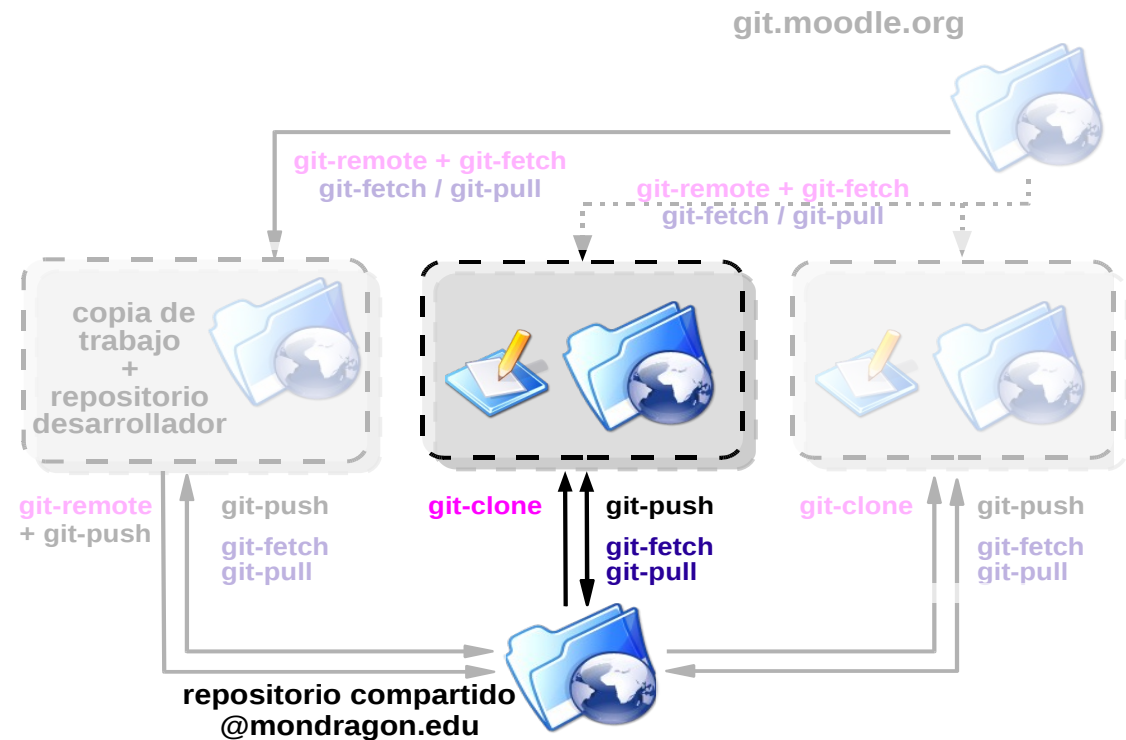 git.moodle.org
git-remote + git-fetch
git-fetch / git-pull
git-remote + git-fetch
git-fetch / git-pull
copia de
trabajo
+
repositorio
desarrollador
git-remote
+ git-push
git-push
git-fetch
git-pull
git-clone
git-push
git-fetch
git-pull
git-clone
git-push
git-fetch
git-pull
repositorio compartido
@mondragon.edu